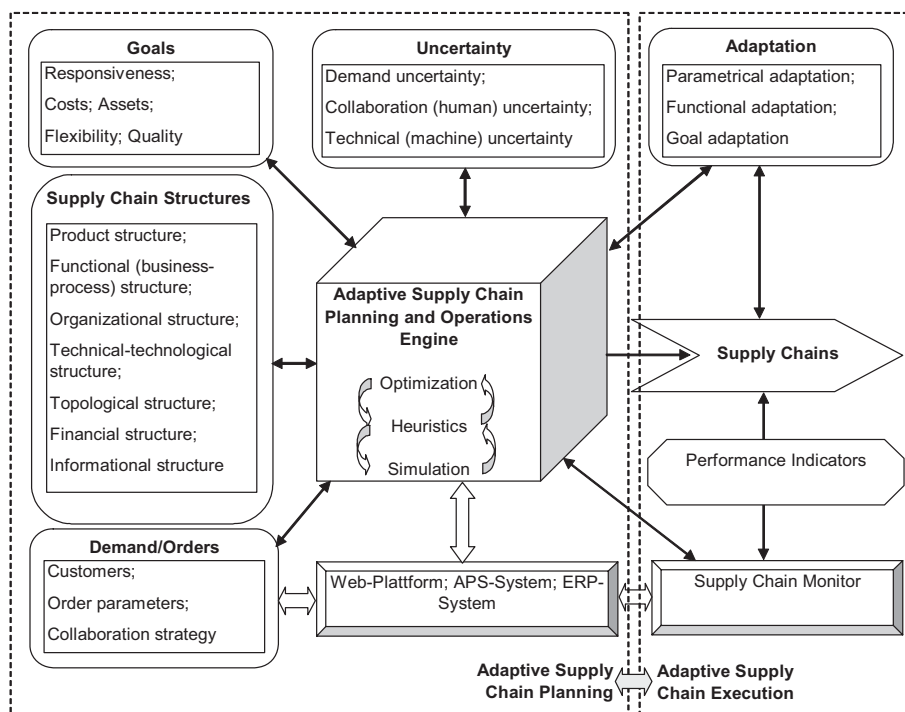 Goals
Responsiveness;
Costs; Assets;
Flexibility; Quality
Uncertainty
Demand uncertainty;
Collaboration (human) uncertainty;
Technical (machine) uncertainty
Adaptation
Parametrical adaptation;
Functional adaptation;
Goal adaptation
Supply Chain Structures
Product structure;
Functional (business-
process) structure;
Organizational structure;
Technical-technological
structure;
Topological structure;
Financial structure;
Informational structure
Adaptive Supply Chain
Planning and Operations
Engine
Optimization
Heuristics
Simulation
Supply Chains
Performance Indicators
Demand/Orders
Customers;
Order parameters;
Collaboration strategy
Web-Plattform; APS-System; ERP-
System
Supply Chain Monitor
Adaptive Supply
Chain Planning
Adaptive Supply
Chain Execution